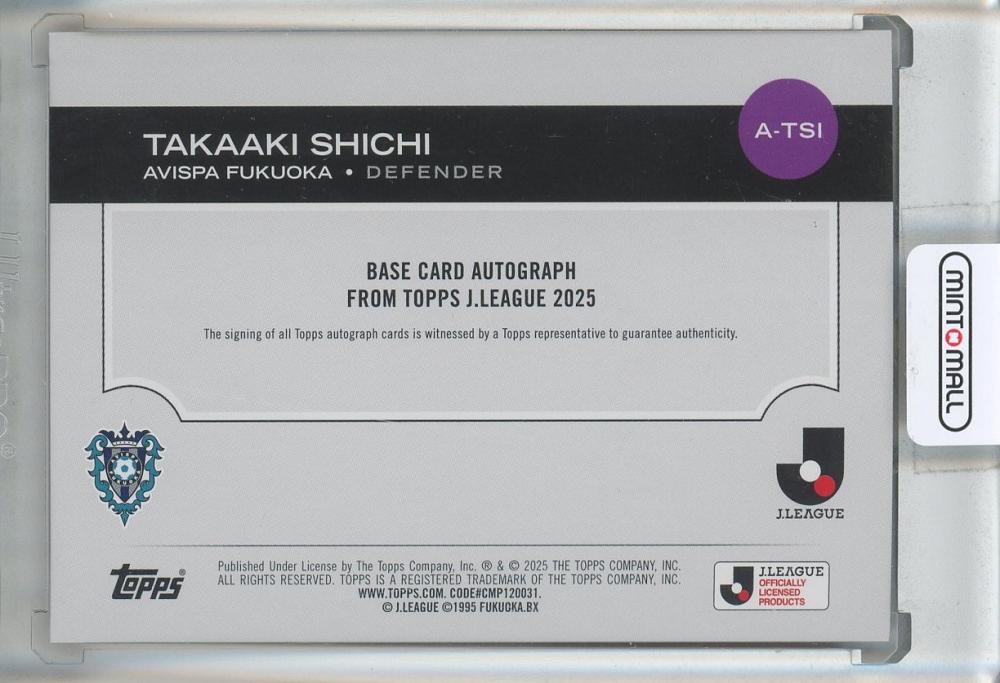 TAKAAKI SHICHI
AVISPA FUKUOKA • DEFENDER
A-TSI
BASE CARD AUTOGRAPH
FROM TOPPS J.LEAGUE 2025
The signing of all Topps autograph cards is witnessed by a Topps representative to guarantee authenticity.
MINT MALL
J.LEAGUE
TOPPS®
Published Under License by The Topps Company, Inc. ® & © 2025 THE TOPPS COMPANY, INC.
ALL RIGHTS RESERVED. TOPPS IS A REGISTERED TRADEMARK OF THE TOPPS COMPANY, INC.
WWW.TOPPS.COM. CODE#CMP120031.
© J.LEAGUE ©1995 FUKUOKA.BX
J.LEAGUE
OFFICIALLY
LICENSED
PRODUCTS